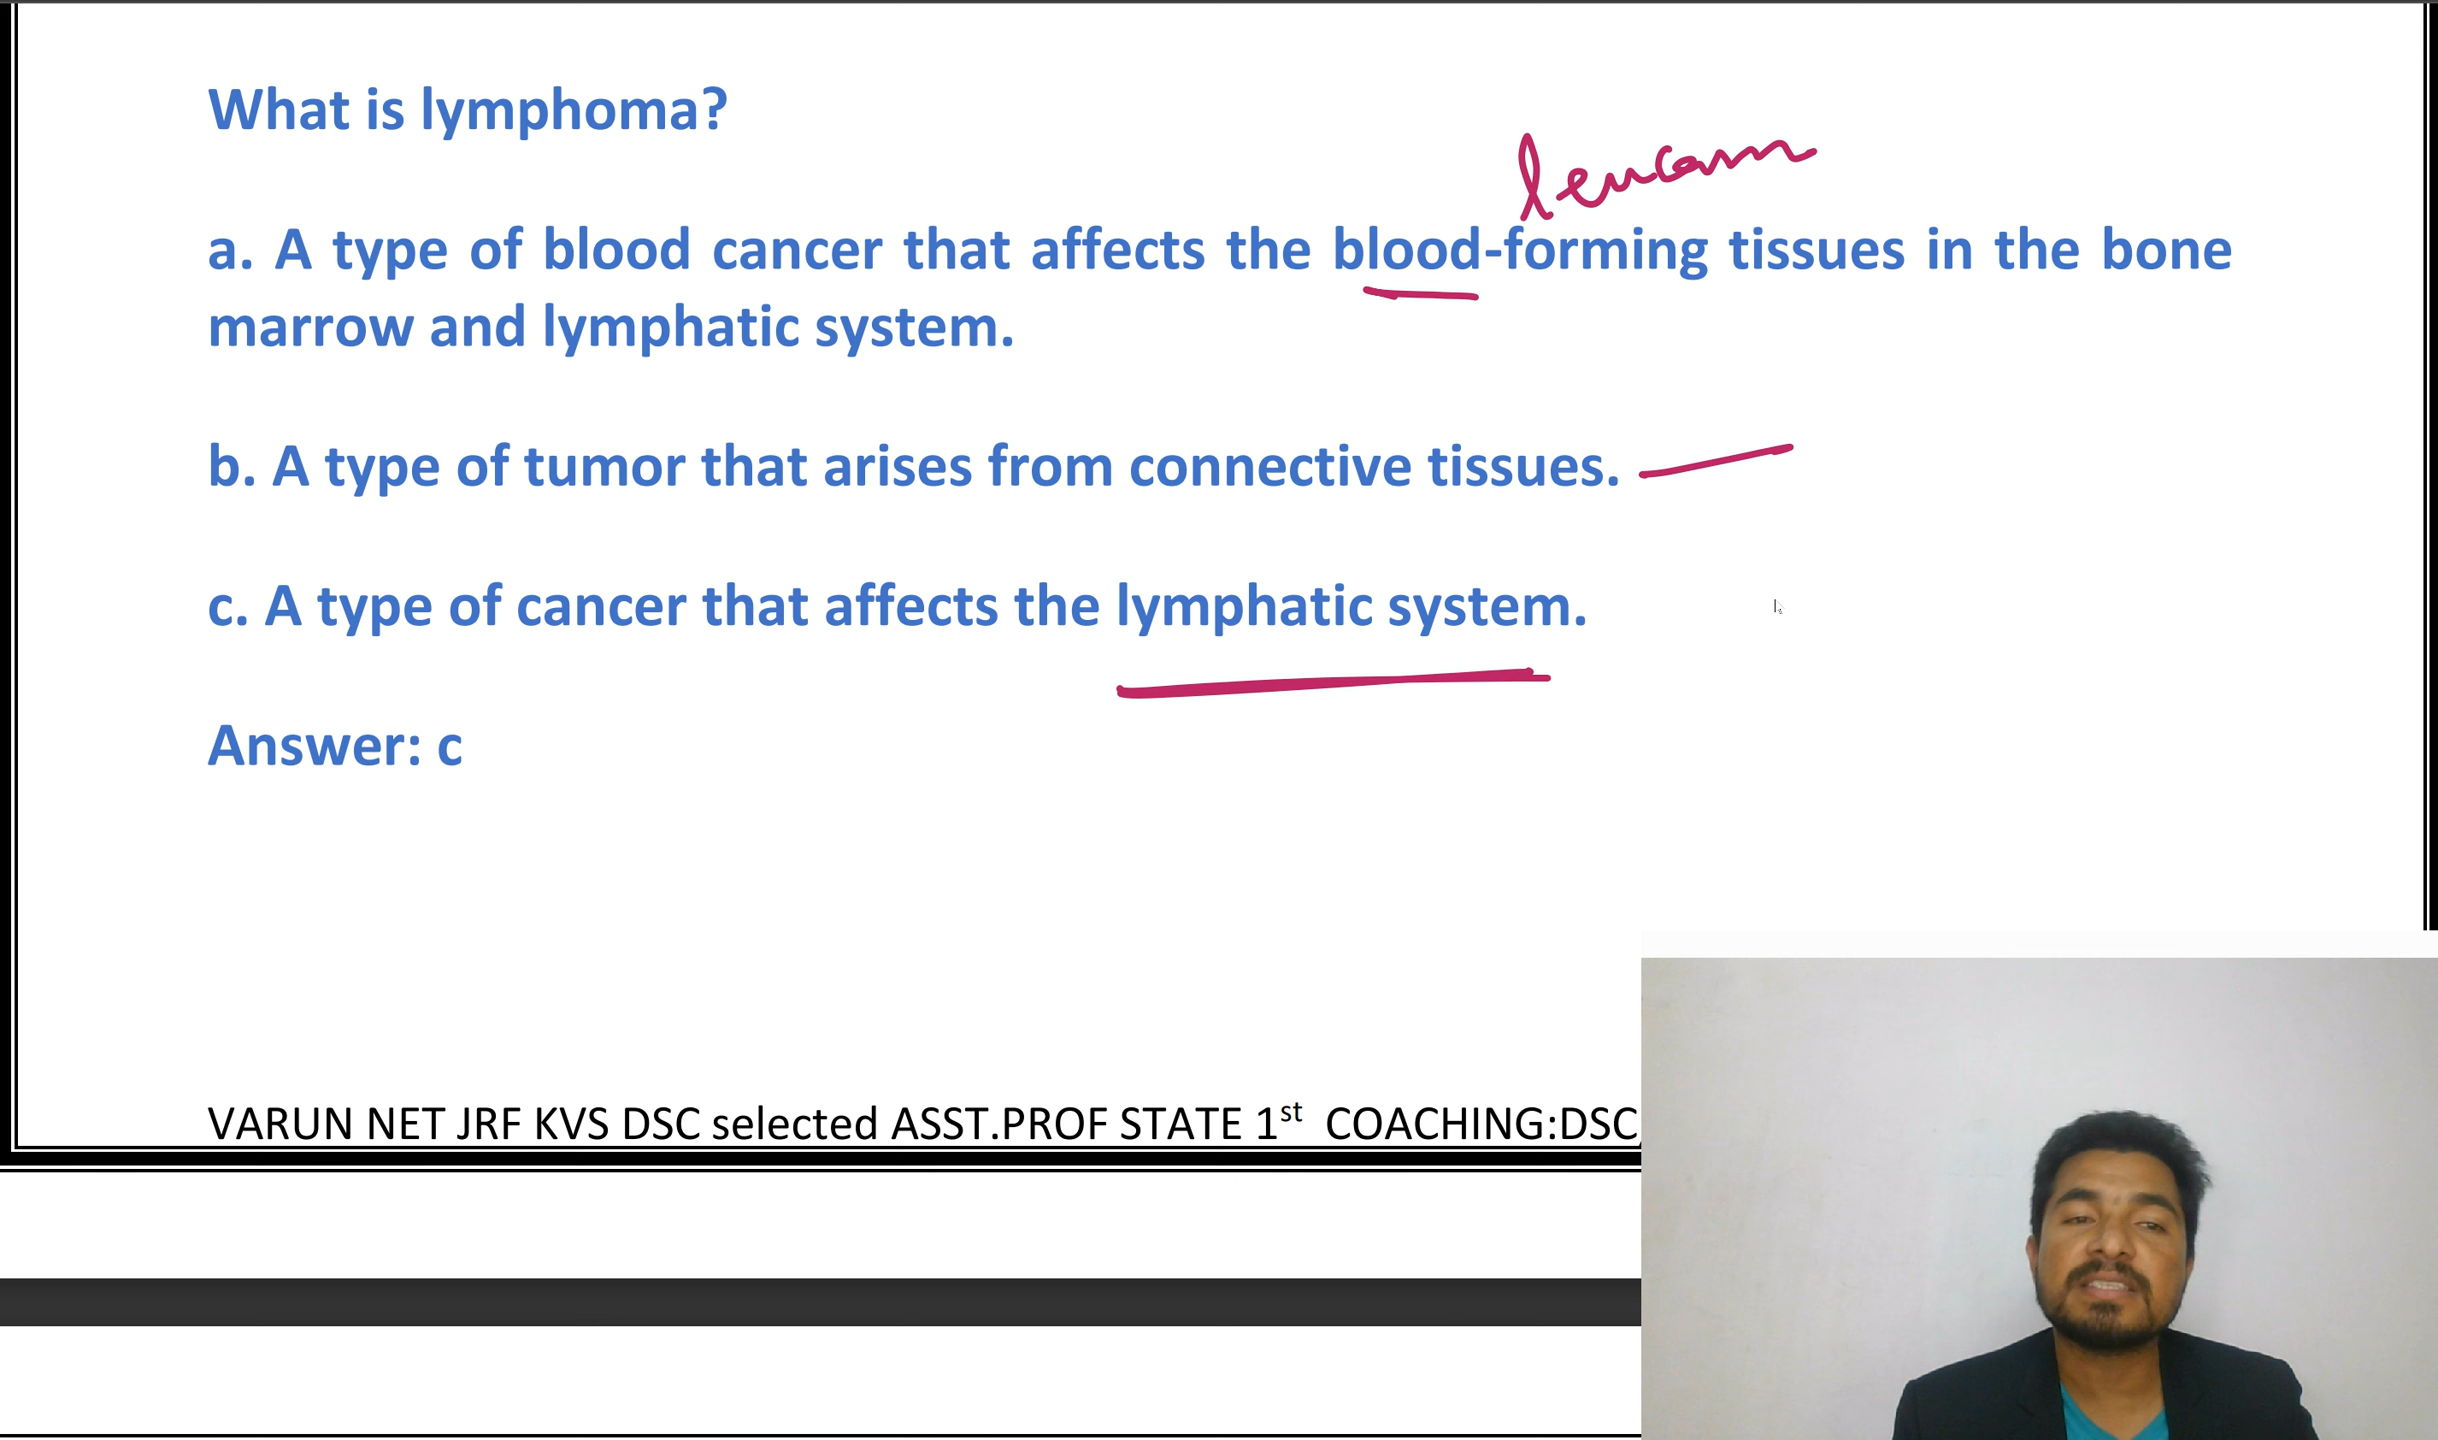 What is lymphoma?
a. A type of blood cancer that affects the blood-forming tissues in the bone
marrow and lymphatic system.
b. A type of tumor that arises from connective tissues.
c. A type of cancer that affects the lymphatic system.
Answer: c
VARUN NET JRF KVS DSC selected ASST.PROF STATE 1st COACHING:DSC